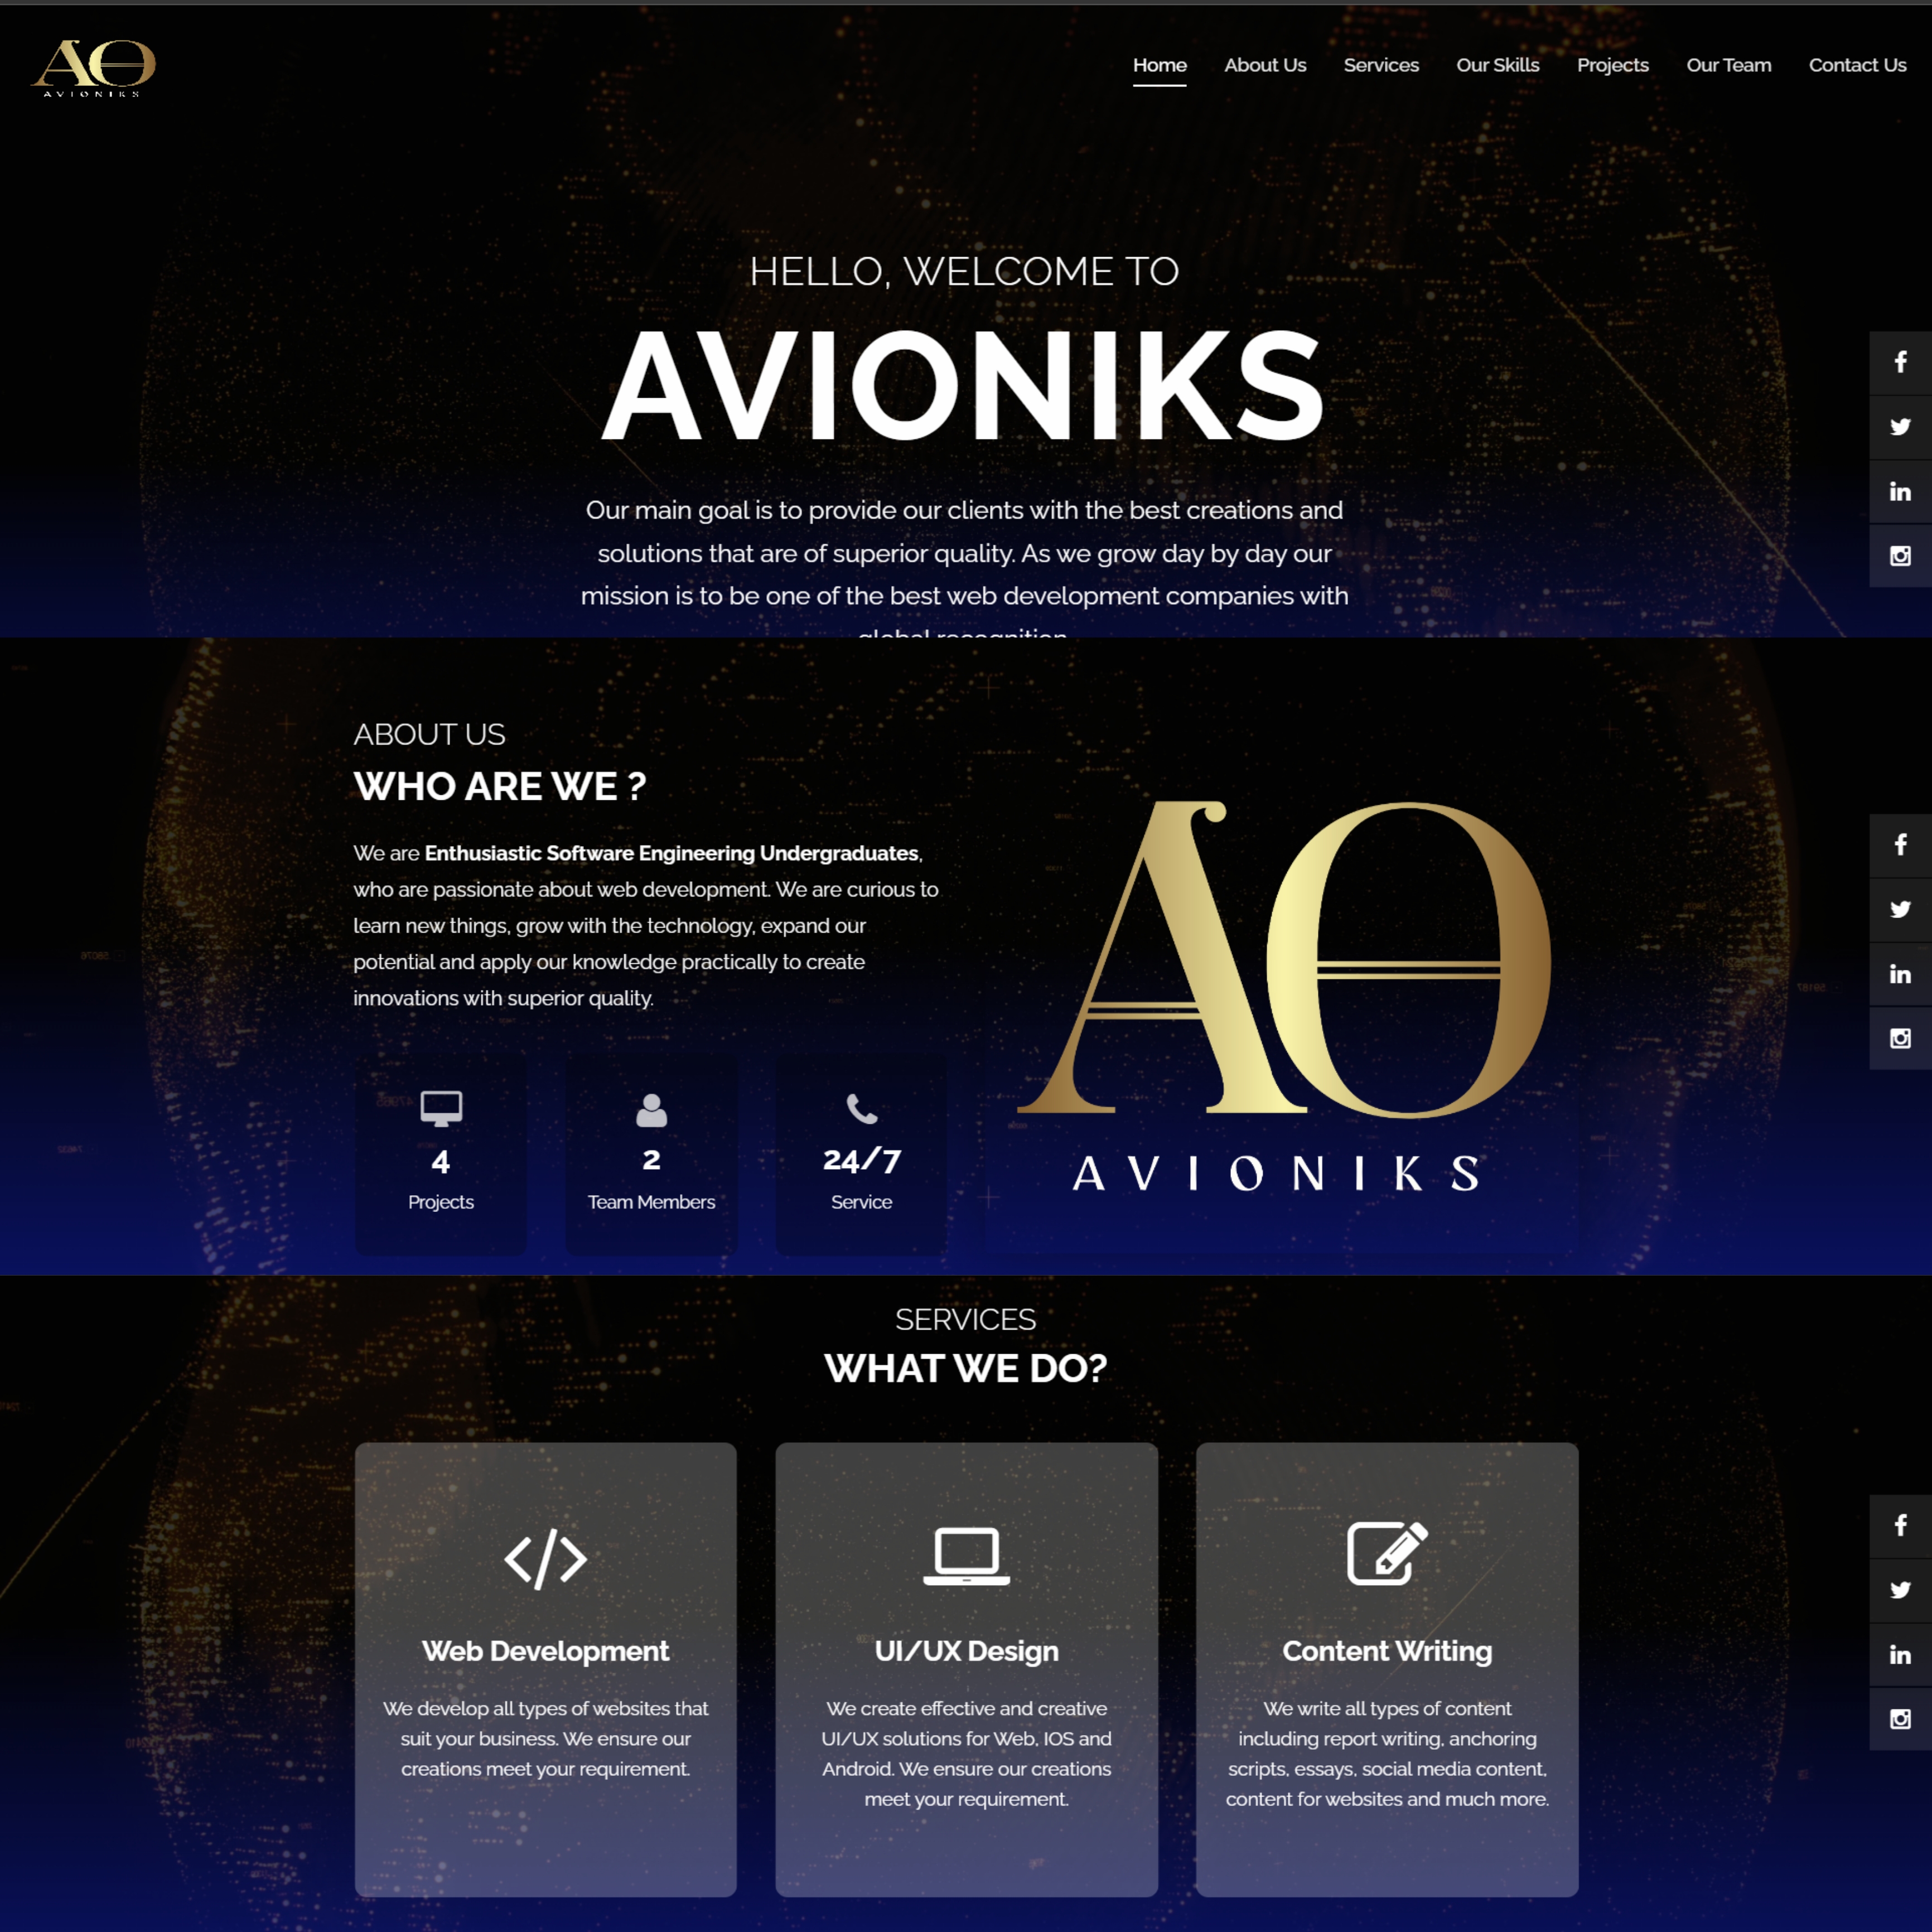 AVIONIKS
Home About Us Services Our Skills Projects Our Team Contact Us
HELLO, WELCOME TO
AVIONIKS
Our main goal is to provide our clients with the best creations and
solutions that are of superior quality. As we grow day by day our
mission is to be one of the best web development companies with
global recognition
ABOUT US
WHO ARE WE ?
We are Enthusiastic Software Engineering Undergraduates,
who are passionate about web development. We are curious to
learn new things, grow with the technology, expand our
potential and apply our knowledge practically to create
innovations with superior quality.
4
Projects
2
Team Members
24/7
Service
AO
AVIONIKS
SERVICES
WHAT WE DO?
Web Development
We develop all types of websites that
suit your business. We ensure our
creations meet your requirement.
UI/UX Design
We create effective and creative
UI/UX solutions for Web, IOS and
Android. We ensure our creations
meet your requirement.
Content Writing
We write all types of content
including report writing, anchoring
scripts, essays, social media content,
content for websites and much more.